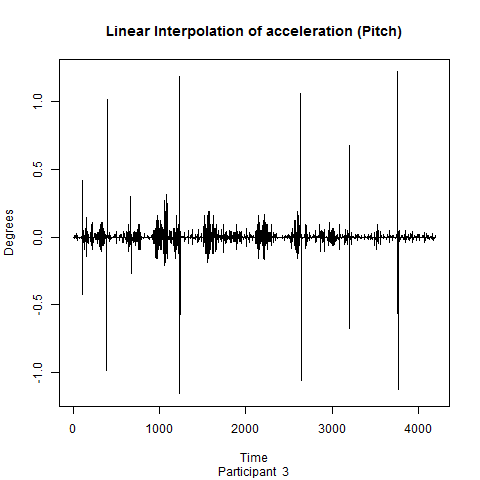 Linear Interpolation of acceleration (Pitch)
Degrees
1.0
0.5
0.0
-0.5
-1.0
0 1000 2000 3000 4000
Time
Participant 3